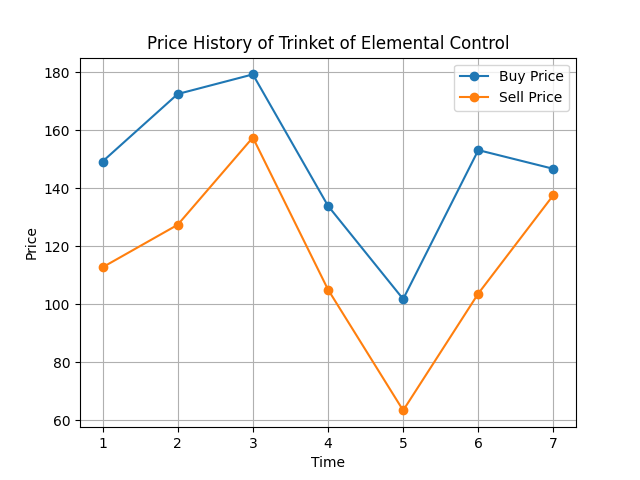 Price History of Trinket of Elemental Control
Buy Price
Sell Price
180
160
140
120
100
80
60
Price
1 2 3 4 5 6 7
Time